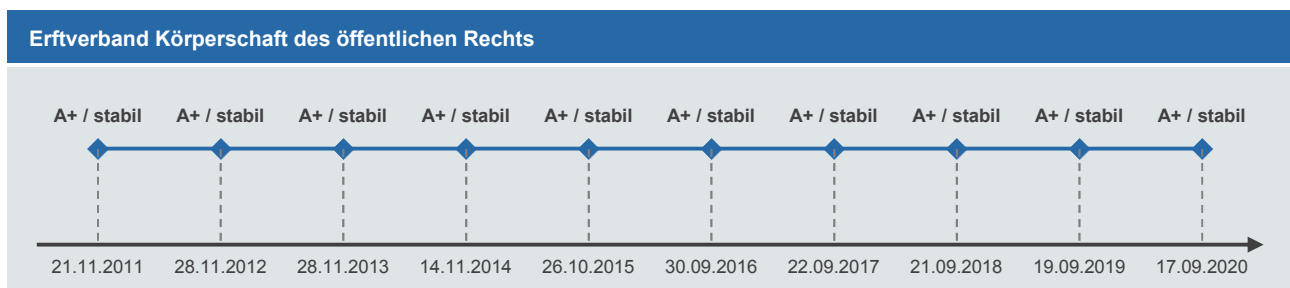 Erftverband Körperschaft des öffentlichen Rechts
A+ / stabil A+ / stabil A+ / stabil A+ / stabil A+ / stabil A+ / stabil A+ / stabil A+ / stabil A+ / stabil A+ / stabil
21.11.2011 28.11.2012 28.11.2013 14.11.2014 26.10.2015 30.09.2016 22.09.2017 21.09.2018 19.09.2019 17.09.2020